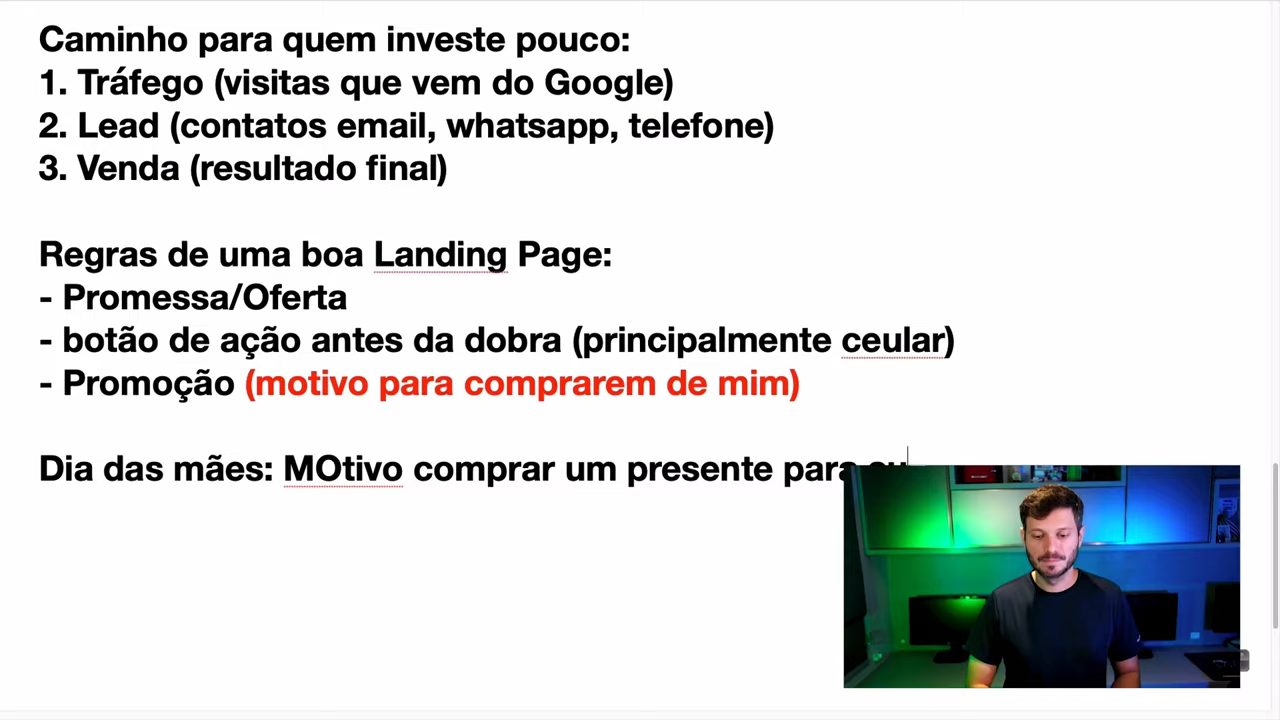 Caminho para quem investe pouco:
1. Tráfego (visitas que vem do Google)
2. Lead (contatos email, whatsapp, telefone)
3. Venda (resultado final)
Regras de uma boa Landing Page:
- Promessa/Oferta
- botão de ação antes da dobra (principalmente ceular)
- Promoção (motivo para comprarem de mim)
Dia das mães: MOtivo comprar um presente para